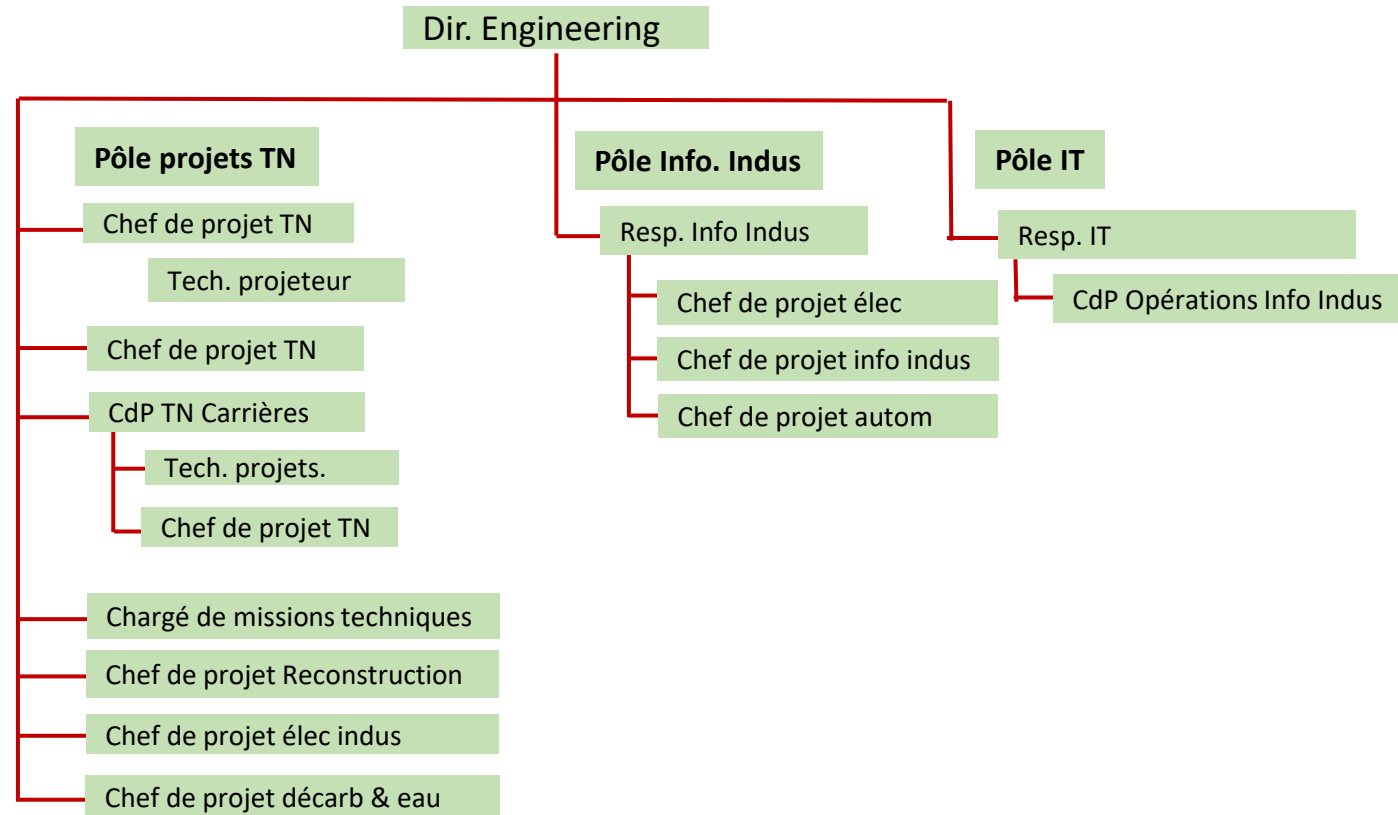 Dir. Engineering
Pôle projets TN
Chef de projet TN
Tech. projeteur
Chef de projet TN
CdP TN Carrières
Tech. projets.
Chef de projet TN
Chargé de missions techniques
Chef de projet Reconstruction
Chef de projet élec indus
Chef de projet décarb & eau
Pôle Info. Indus
Resp. Info Indus
Chef de projet élec
Chef de projet info indus
Chef de projet autom
Pôle IT
Resp. IT
CdP Opérations Info Indus